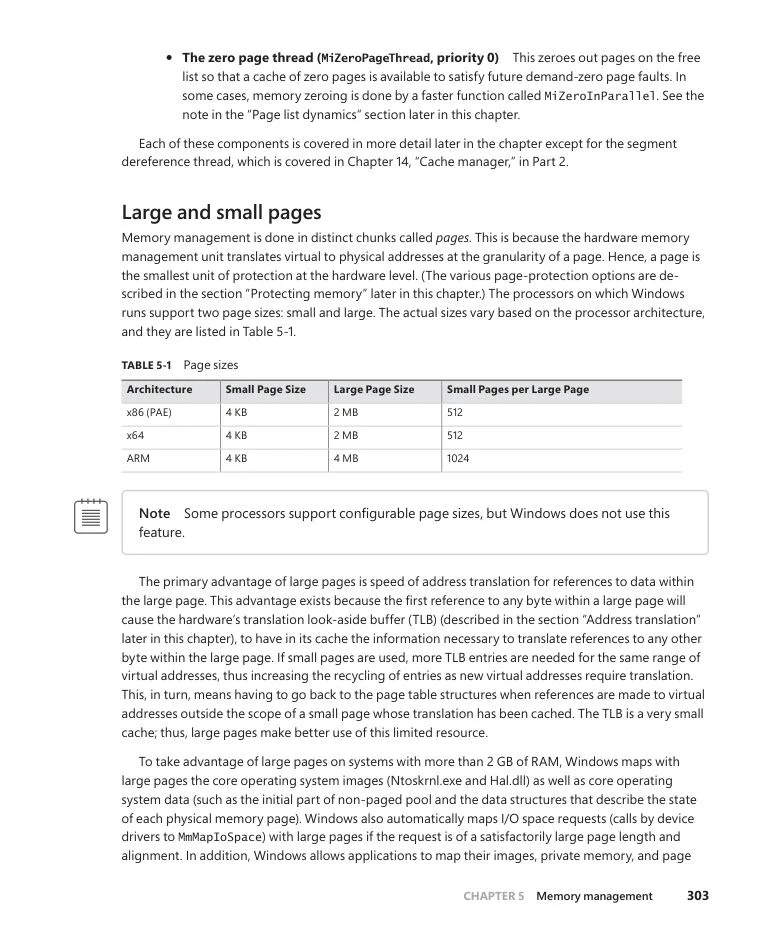 • The zero page thread (MiZeroPageThread, priority 0) This zeroes out pages on the free
list so that a cache of zero pages is available to satisfy future demand-zero page faults. In
some cases, memory zeroing is done by a faster function called MiZeroInParallel. See the
note in the “Page list dynamics” section later in this chapter.
Each of these components is covered in more detail later in the chapter except for the segment
dereference thread, which is covered in Chapter 14, “Cache manager,” in Part 2.
Large and small pages
Memory management is done in distinct chunks called pages. This is because the hardware memory
management unit translates virtual to physical addresses at the granularity of a page. Hence, a page is
the smallest unit of protection at the hardware level. (The various page-protection options are de-
scribed in the section “Protecting memory” later in this chapter.) The processors on which Windows
runs support two page sizes: small and large. The actual sizes vary based on the processor architecture,
and they are listed in Table 5-1.
TABLE 5-1 Page sizes
Architecture Small Page Size Large Page Size Small Pages per Large Page
x86 (PAE) 4 KB 2 MB 512
x64 4 KB 2 MB 512
ARM 4 KB 4 MB 1024
Note Some processors support configurable page sizes, but Windows does not use this
feature.
The primary advantage of large pages is speed of address translation for references to data within
the large page. This advantage exists because the first reference to any byte within a large page will
cause the hardware’s translation look-aside buffer (TLB) (described in the section “Address translation”
later in this chapter), to have in its cache the information necessary to translate references to any other
byte within the large page. If small pages are used, more TLB entries are needed for the same range of
virtual addresses, thus increasing the recycling of entries as new virtual addresses require translation.
This, in turn, means having to go back to the page table structures when references are made to virtual
addresses outside the scope of a small page whose translation has been cached. The TLB is a very small
cache; thus, large pages make better use of this limited resource.
To take advantage of large pages on systems with more than 2 GB of RAM, Windows maps with
large pages the core operating system images (Ntoskrnl.exe and Hal.dll) as well as core operating
system data (such as the initial part of non-paged pool and the data structures that describe the state
of each physical memory page). Windows also automatically maps I/O space requests (calls by device
drivers to MmMapIoSpace) with large pages if the request is of a satisfactorily large page length and
alignment. In addition, Windows allows applications to map their images, private memory, and page
CHAPTER 5 Memory management 303